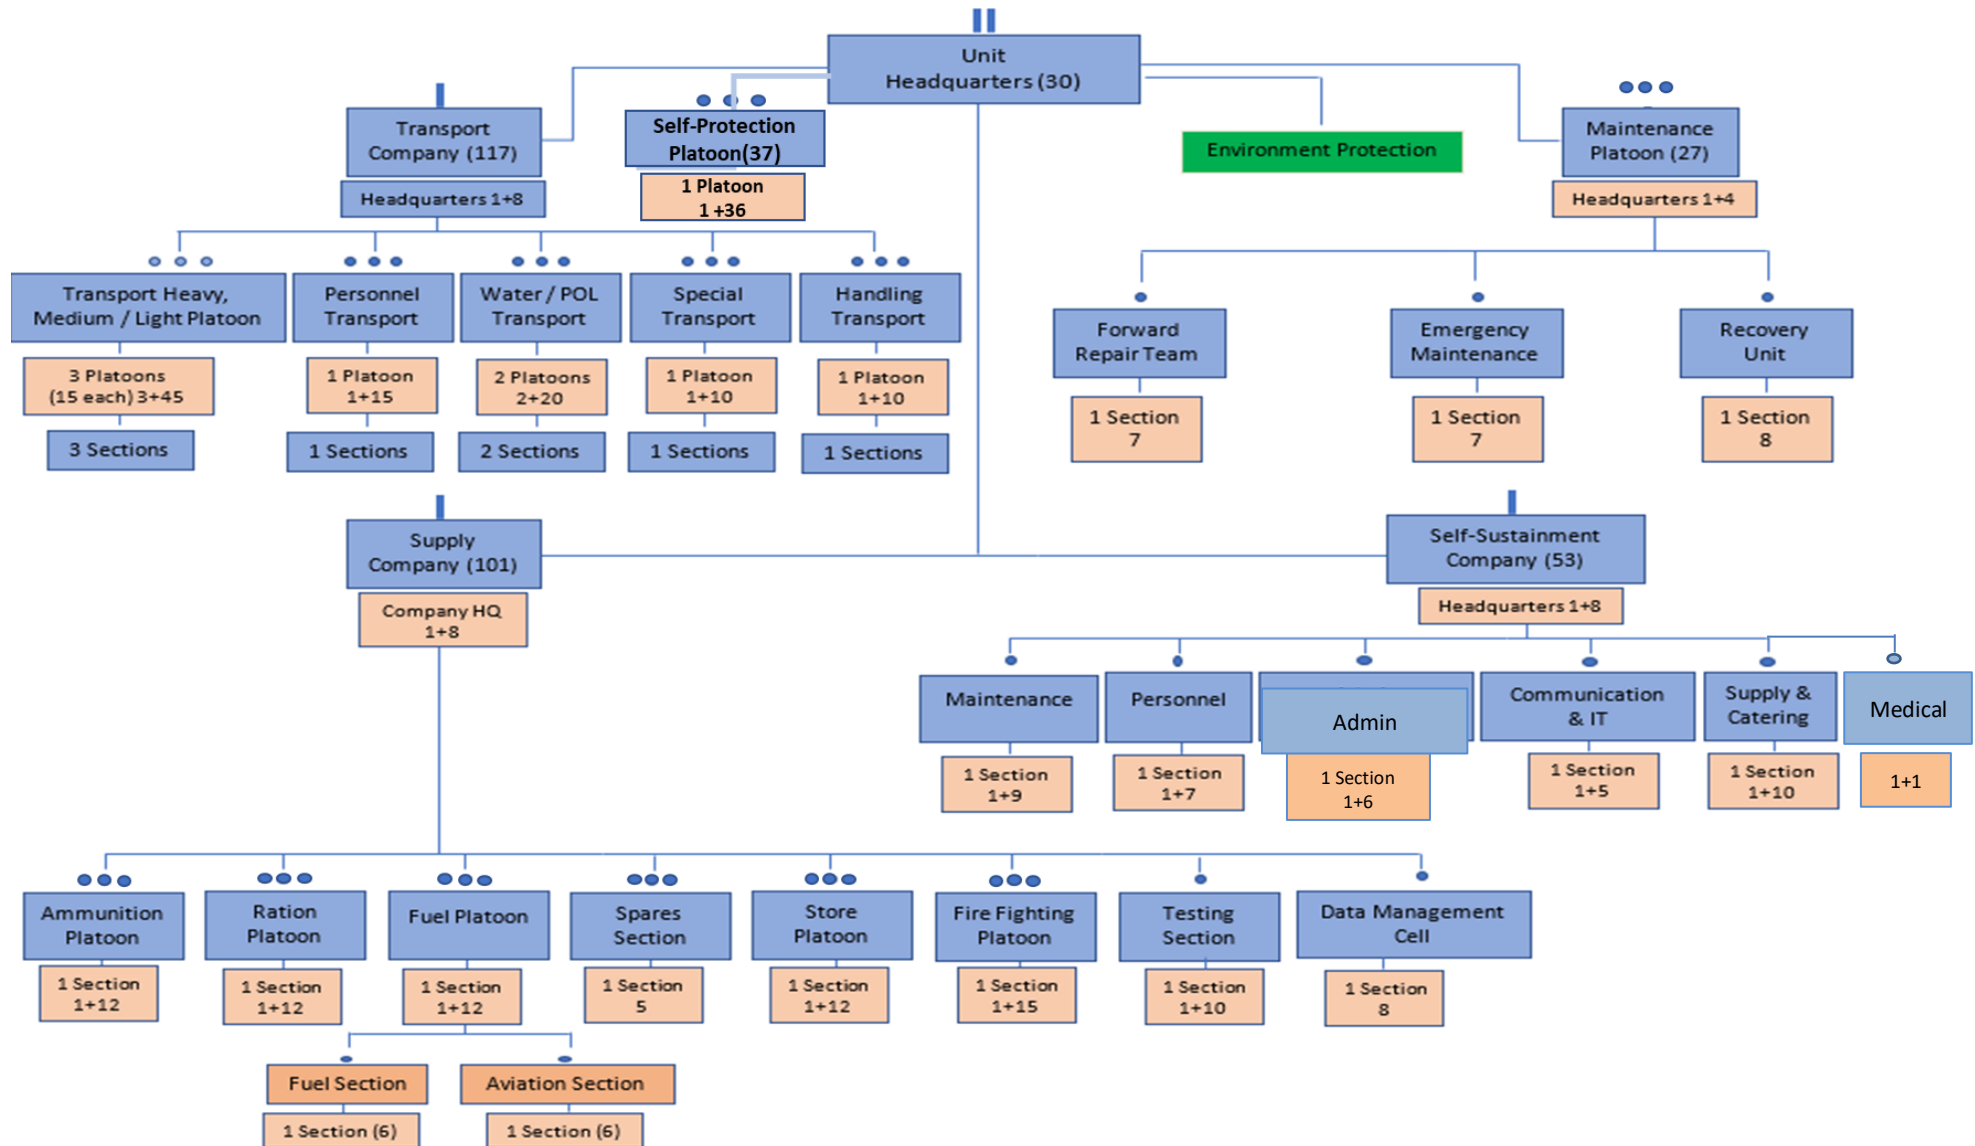 Unit
Headquarters (30)
Transport
Company (117)
Headquarters 1+8
Self-Protection
Platoon(37)
1 Platoon
1 +36
Environment Protection
Maintenance
Platoon (27)
Headquarters 1+4
Transport Heavy,
Medium / Light Platoon
3 Platoons
(15 each) 3+45
3 Sections
Personnel
Transport
1 Platoon
1+15
1 Sections
Water / POL
Transport
2 Platoons
2+20
2 Sections
Special
Transport
1 Platoon
1+10
1 Sections
Handling
Transport
1 Platoon
1+10
1 Sections
Forward
Repair Team
1 Section
7
Emergency
Maintenance
1 Section
7
Recovery
Unit
1 Section
8
Supply
Company (101)
Company HQ
1+8
Self-Sustainment
Company (53)
Headquarters 1+8
Maintenance
1 Section
1+9
Personnel
1 Section
1+7
Admin
1 Section
1+6
Communication
& IT
1 Section
1+5
Supply &
Catering
1 Section
1+10
Medical
1+1
Ammunition
Platoon
1 Section
1+12
Ration
Platoon
1 Section
1+12
Fuel Platoon
1 Section
1+12
Spares
Section
1 Section
5
Store
Platoon
1 Section
1+12
Fire Fighting
Platoon
1 Section
1+15
Testing
Section
1 Section
1+10
Data Management
Cell
1 Section
8
Fuel Section
1 Section (6)
Aviation Section
1 Section (6)